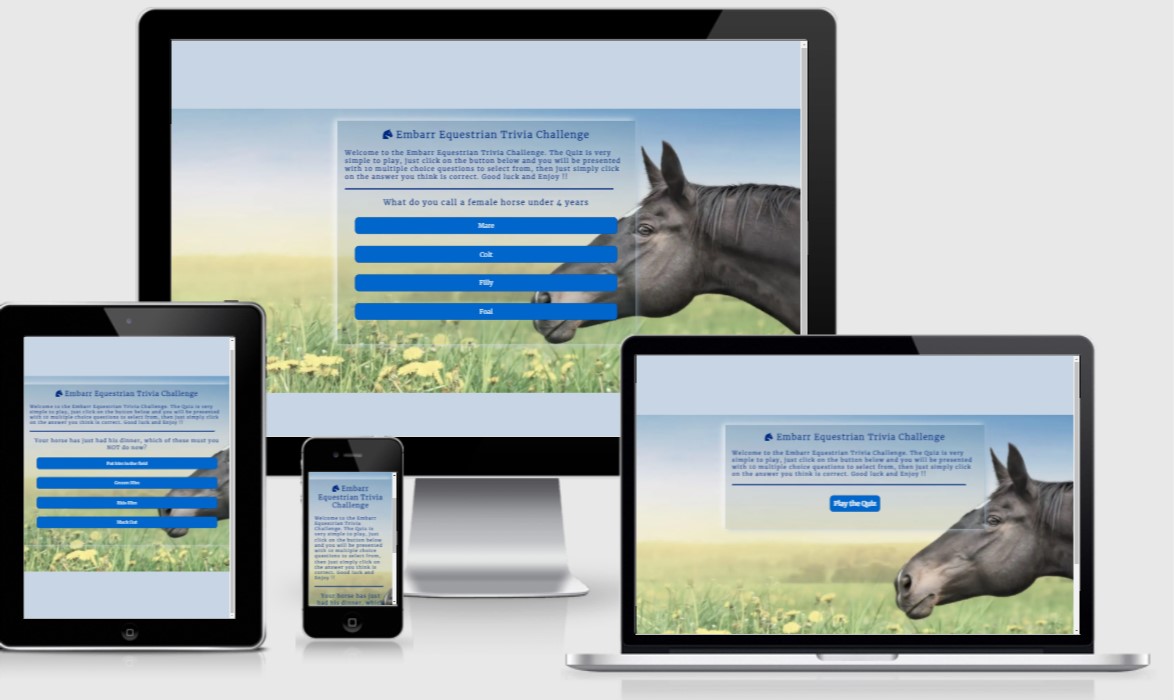 Embarr Equestrian Trivia Challenge
Welcome to the Embarr Equestrian Trivia Challenge. The Quiz is very
simple to play, just click on the button below and you will be presented
with 10 multiple choice questions to select from, then just simply click
on the answer you think is correct. Good luck and Enjoy !!
What do you call a female horse under 4 years
Mare
Colt
Filly
Foal
Embarr Equestrian Trivia Challenge
Welcome to the Embarr Equestrian Trivia Challenge. The Quiz is very
simple to play, just click on the button below and you will be presented
with 10 multiple choice questions to select from, then just simply click
on the answer you think is correct. Good luck and Enjoy !!
Your horse has just had his dinner, which of these must you
NOT do now?
Put him in the field
Groom Him
Ride Him
Muck Out
Embarr
Equestrian Trivia
Challenge
Welcome to the Embarr
Equestrian Trivia
Challenge. The Quiz is
very simple to play, just
click on the button below
and you will be presented
with 10 multiple choice
questions to select from,
then just simply click on
the answer you think is
correct. Good luck and
Enjoy !!
Your horse has just
had his dinner, which
Embarr Equestrian Trivia Challenge
Welcome to the Embarr Equestrian Trivia Challenge. The Quiz is very
simple to play, just click on the button below and you will be presented
with 10 multiple choice questions to select from, then just simply click
on the answer you think is correct. Good luck and Enjoy !!
Play the Quiz